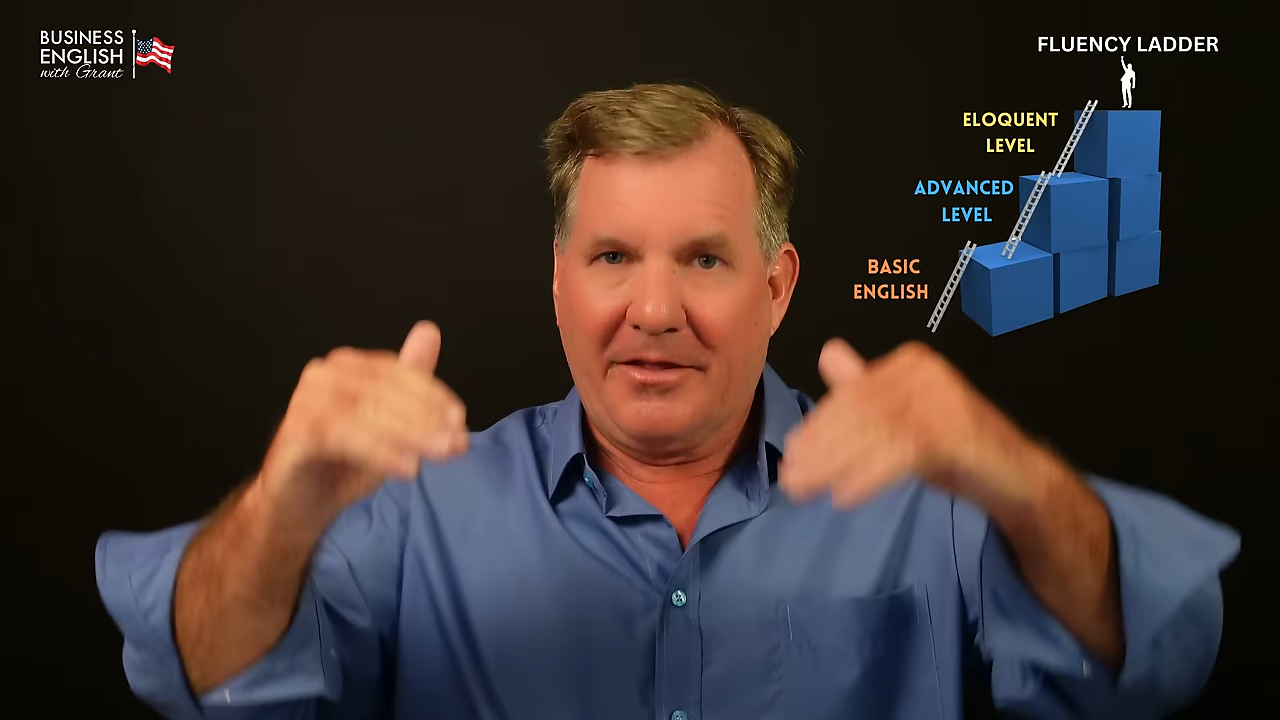 BUSINESS
ENGLISH
with Grant
FLUENCY LADDER
ELOQUENT
LEVEL
ADVANCED
LEVEL
BASIC
ENGLISH